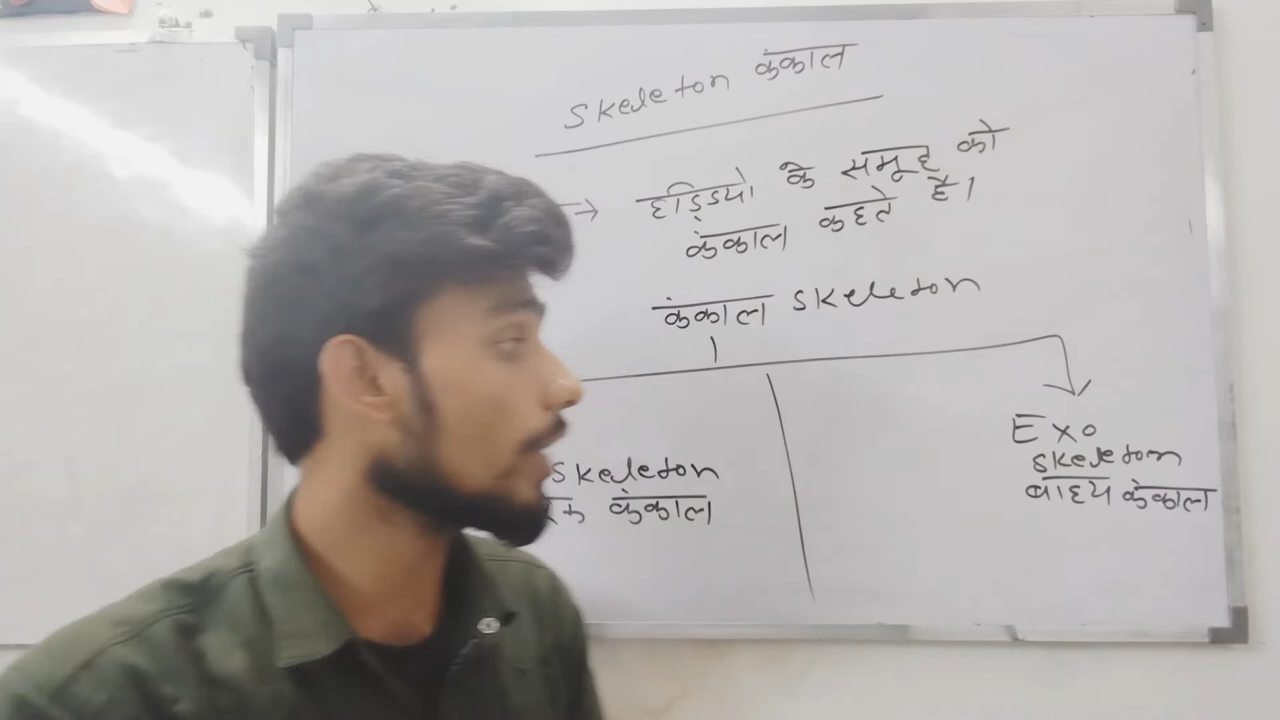 Skeleton कंकाल
→ हड्डियो के समूह को
कंकाल कहते है।
कंकाल skeleton
skeleton
कंकाल
Exo
skeleton
बाह्य कंकाल